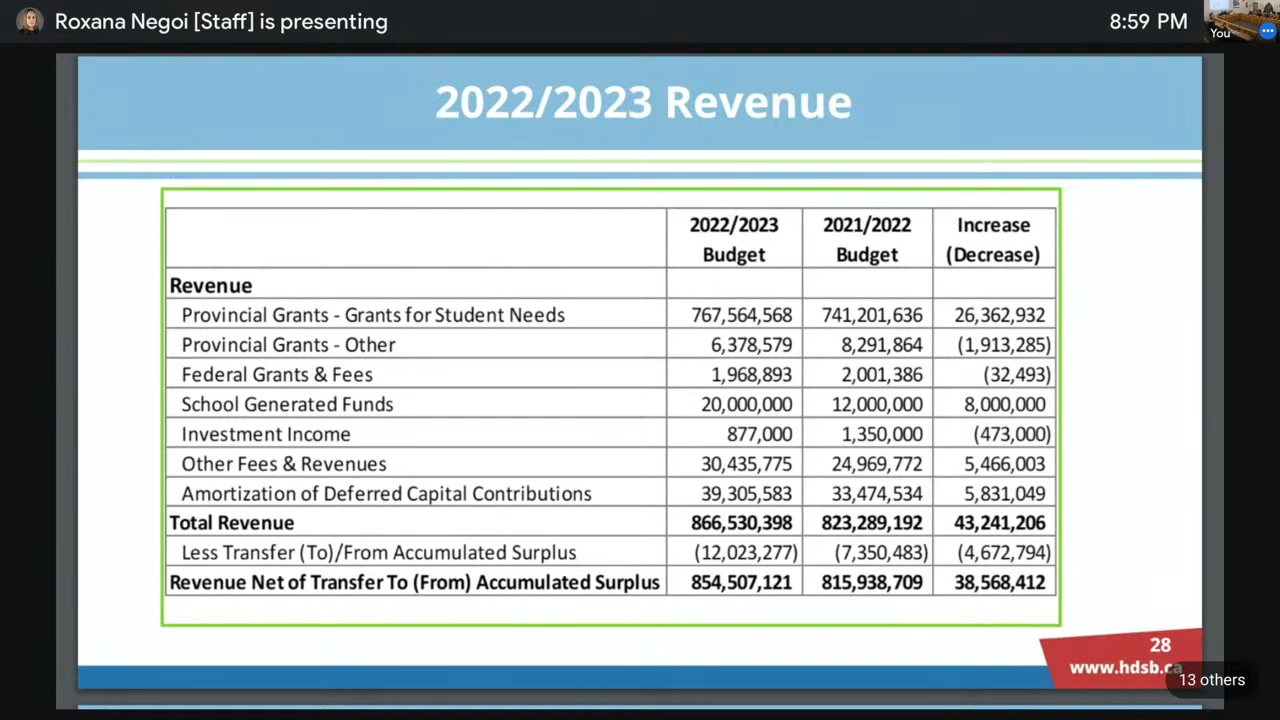 Roxana Negoi [Staff] is presenting
8:59 PM
You
2022/2023 Revenue
2022/2023 Budget 2021/2022 Budget Increase (Decrease)
Revenue
Provincial Grants - Grants for Student Needs 767,564,568 741,201,636 26,362,932
Provincial Grants - Other 6,378,579 8,291,864 (1,913,285)
Federal Grants & Fees 1,968,893 2,001,386 (32,493)
School Generated Funds 20,000,000 12,000,000 8,000,000
Investment Income 877,000 1,350,000 (473,000)
Other Fees & Revenues 30,435,775 24,969,772 5,466,003
Amortization of Deferred Capital Contributions 39,305,583 33,474,534 5,831,049
Total Revenue 866,530,398 823,289,192 43,241,206
Less Transfer (To)/From Accumulated Surplus (12,023,277) (7,350,483) (4,672,794)
Revenue Net of Transfer To (From) Accumulated Surplus 854,507,121 815,938,709 38,568,412
28
www.hdsb.ca
13 others